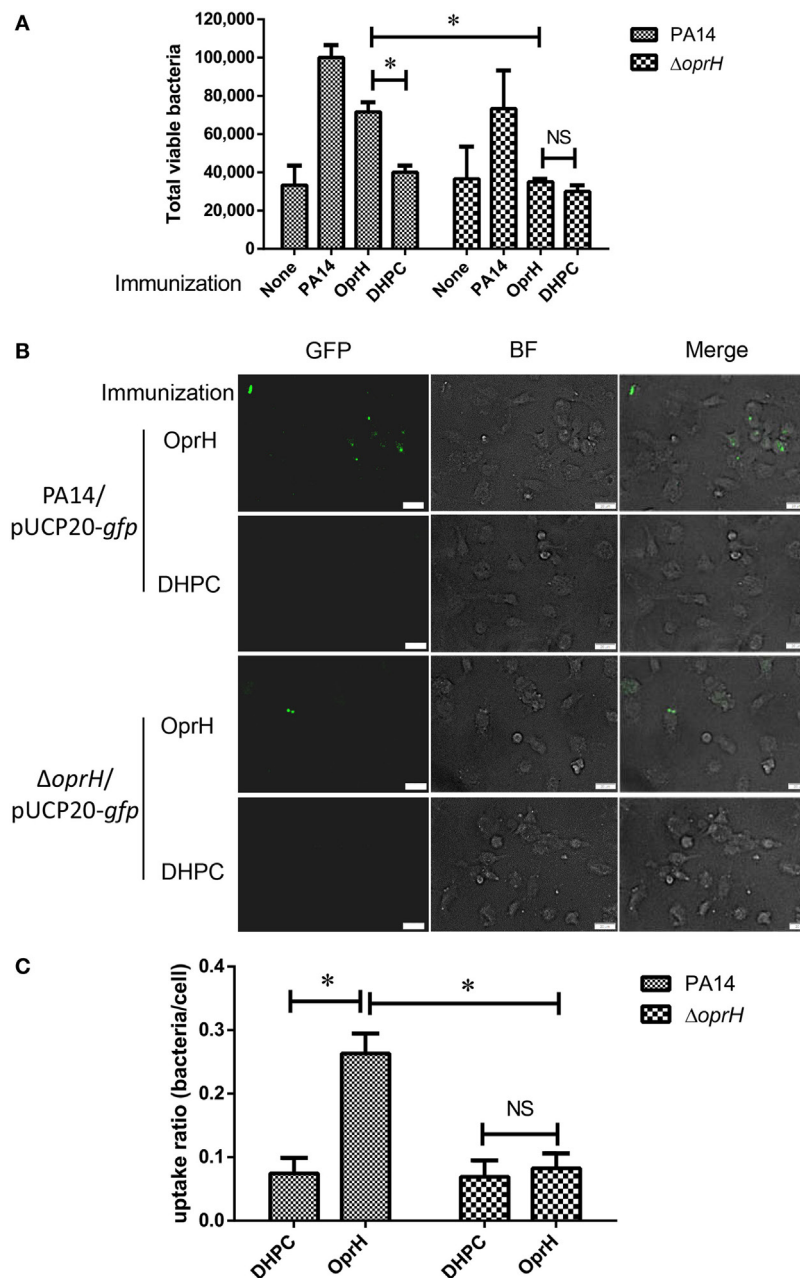 A
Total viable bacteria
120,000
100,000
80,000
60,000
40,000
20,000
0
*
*
NS
PA14
ΔoprH
Immunization
None
PA14
OprH
DHPC
None
PA14
OprH
DHPC
B
GFP
BF
Merge
Immunization
OprH
PA14/
pUCP20-gfp
DHPC
OprH
ΔoprH/
pUCP20-gfp
DHPC
C
uptake ratio (bacteria/cell)
0.4
0.3
0.2
0.1
0.0
*
*
NS
PA14
ΔoprH
DHPC
OprH
DHPC
OprH